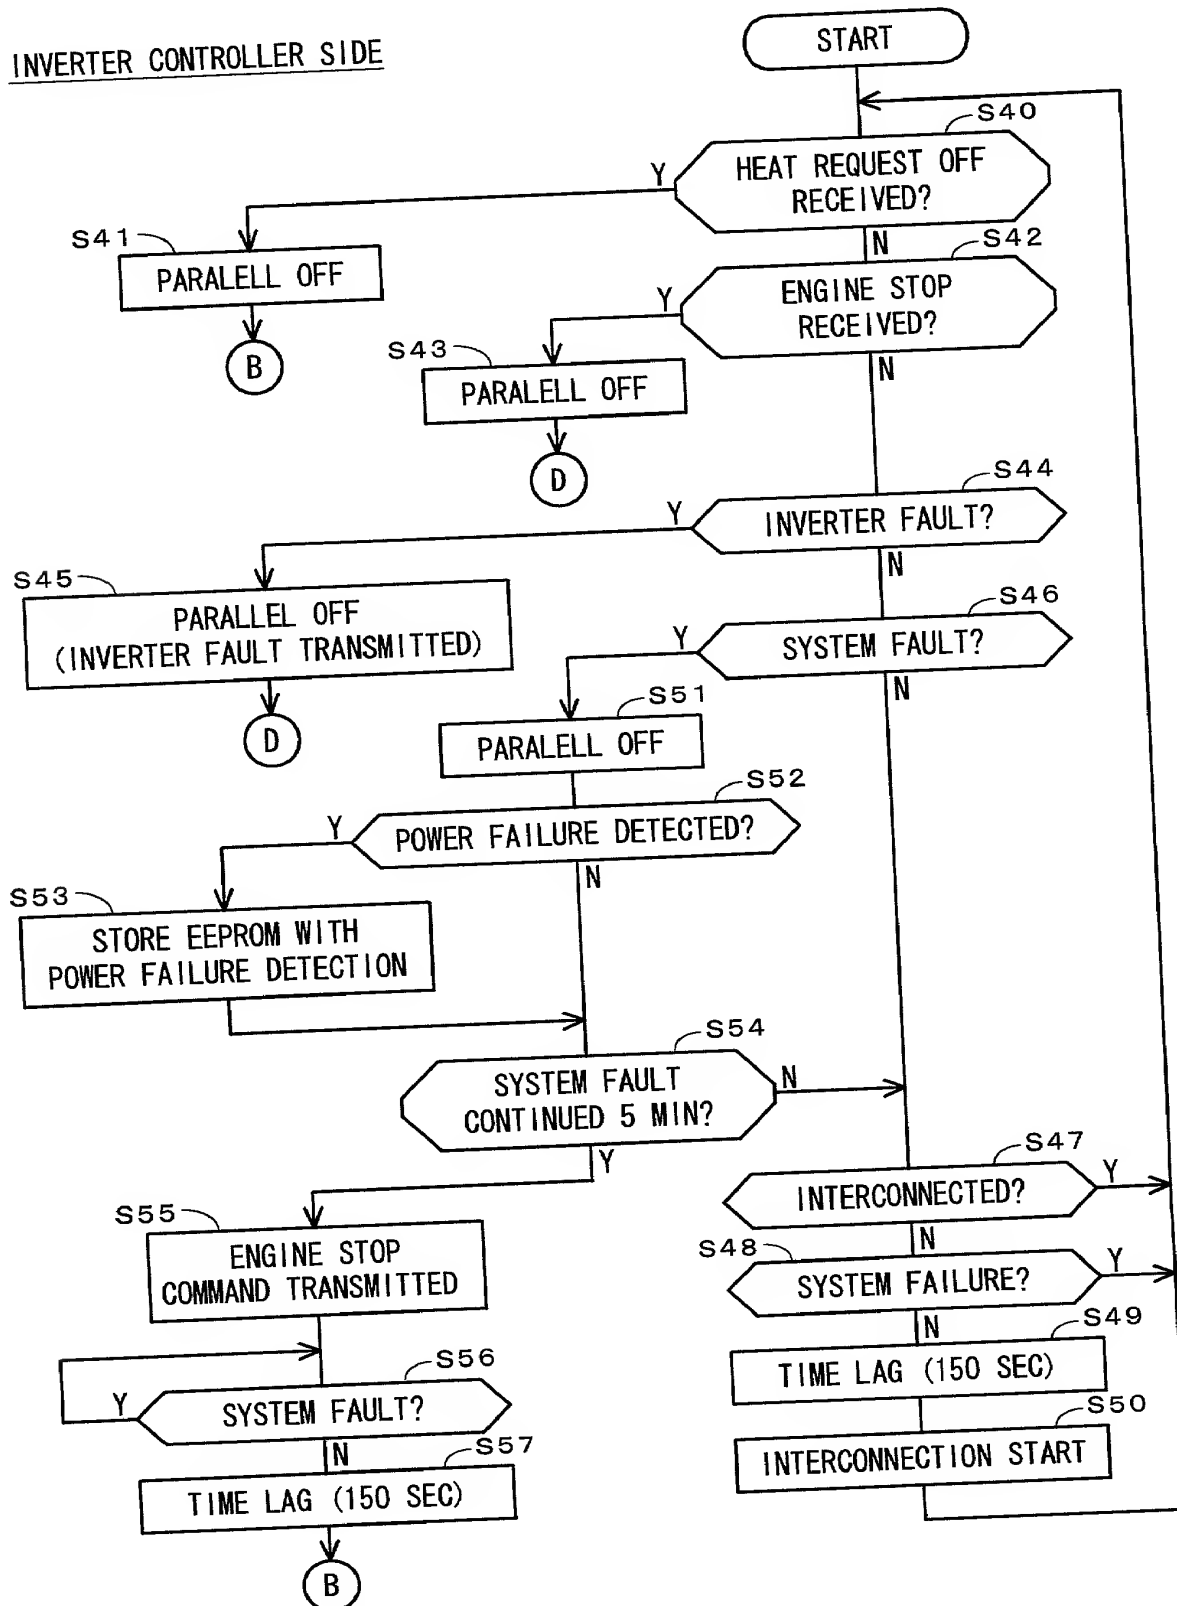 INVERTER CONTROLLER SIDE
START
S40
HEAT REQUEST OFF
RECEIVED?
Y
N
S41
PARALELL OFF
B
S42
ENGINE STOP
RECEIVED?
Y
N
S43
PARALELL OFF
D
S44
INVERTER FAULT?
Y
N
S45
PARALLEL OFF
(INVERTER FAULT TRANSMITTED)
D
S46
SYSTEM FAULT?
Y
N
S51
PARALELL OFF
S52
POWER FAILURE DETECTED?
Y
N
S53
STORE EEPROM WITH
POWER FAILURE DETECTION
S54
SYSTEM FAULT
CONTINUED 5 MIN?
N
Y
S47
INTERCONNECTED?
Y
N
S55
ENGINE STOP
COMMAND TRANSMITTED
S48
SYSTEM FAILURE?
Y
N
S49
TIME LAG (150 SEC)
S56
SYSTEM FAULT?
Y
N
S50
INTERCONNECTION START
S57
TIME LAG (150 SEC)
B